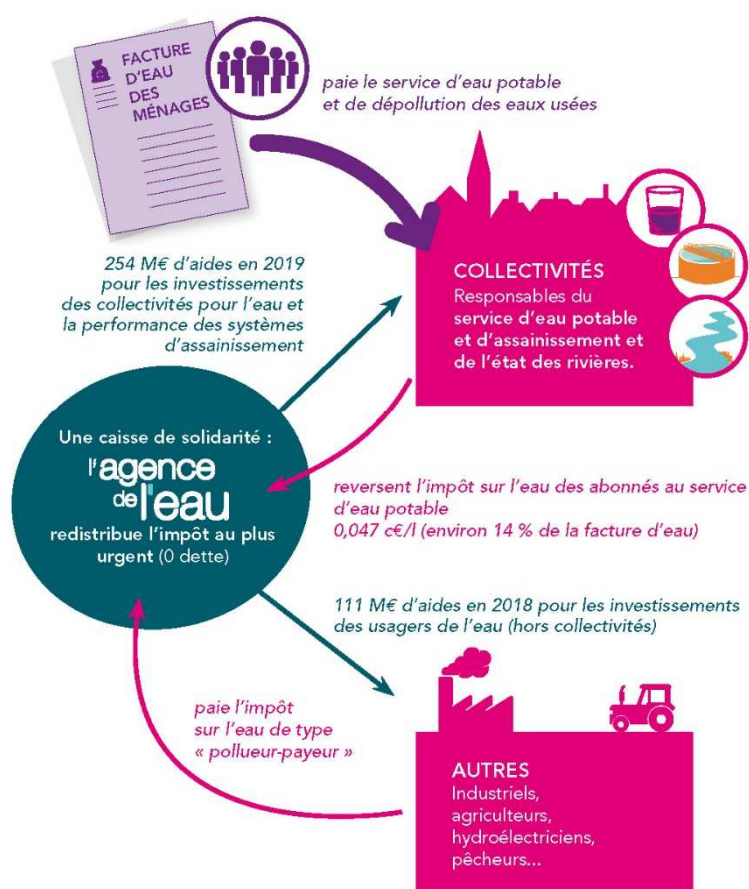 FACTURE
D'EAU
DES
MÉNAGES
paie le service d'eau potable
et de dépollution des eaux usées
254 M€ d'aides en 2019
pour les investissements
des collectivités pour l'eau et
la performance des systèmes
d'assainissement
COLLECTIVITÉS
Responsables du
service d'eau potable
et d'assainissement et
de l'état des rivières.
Une caisse de solidarité :
l'agence
de l'eau
redistribue l'impôt au plus
urgent (0 dette)
reversent l'impôt sur l'eau des abonnés au service
d'eau potable
0,047 c€/l (environ 14 % de la facture d'eau)
111 M€ d'aides en 2018 pour les investissements
des usagers de l'eau (hors collectivités)
paie l'impôt
sur l'eau de type
« pollueur-payeur »
AUTRES
Industriels,
agriculteurs,
hydroélectriciens,
pêcheurs...